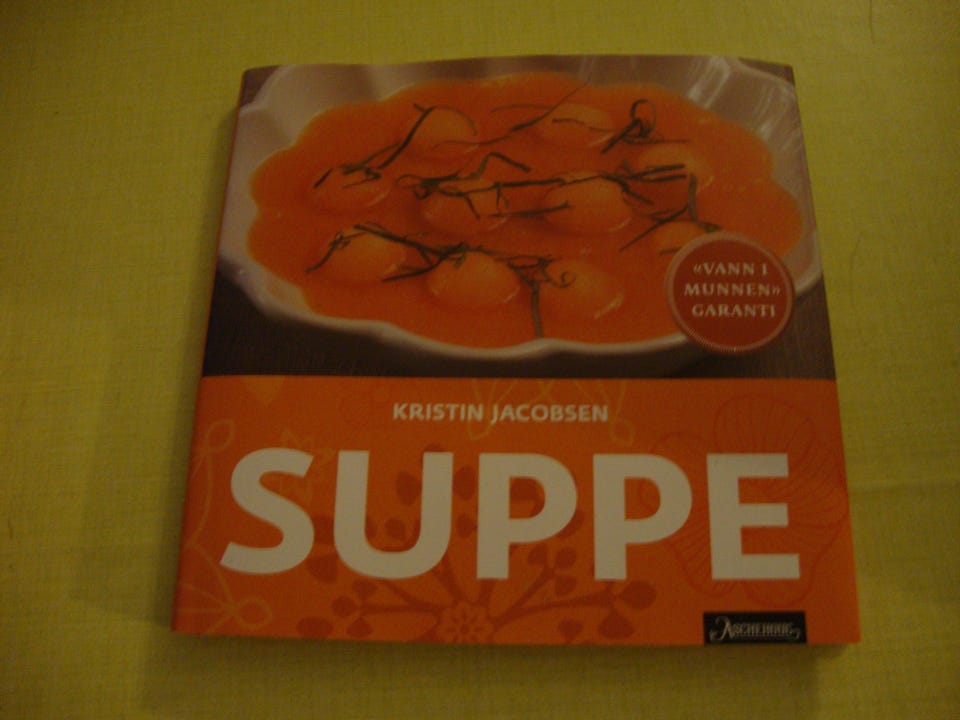 «VANN I
MUNNEN»
GARANTI
KRISTIN JACOBSEN
SUPPE
ASCHEHOUG